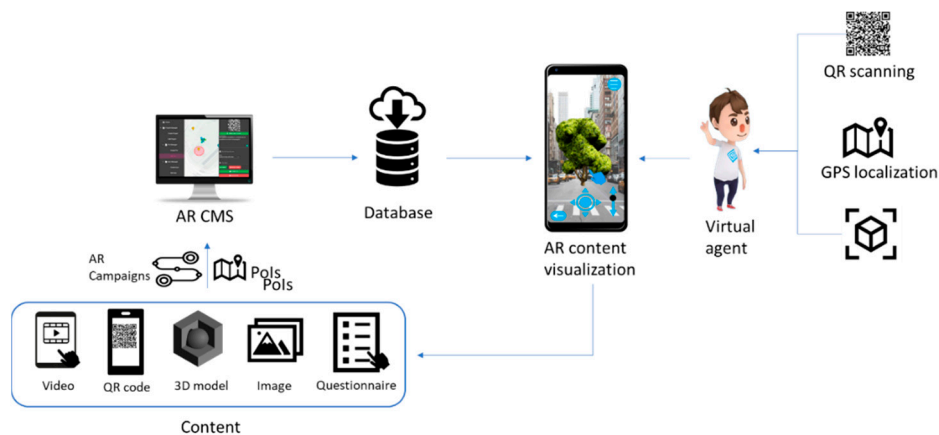 QR scanning
GPS localization
AR CMS
Database
AR content
visualization
Virtual
agent
AR
Campaigns
PoIs
PoIs
Video
QR code
3D model
Image
Questionnaire
Content